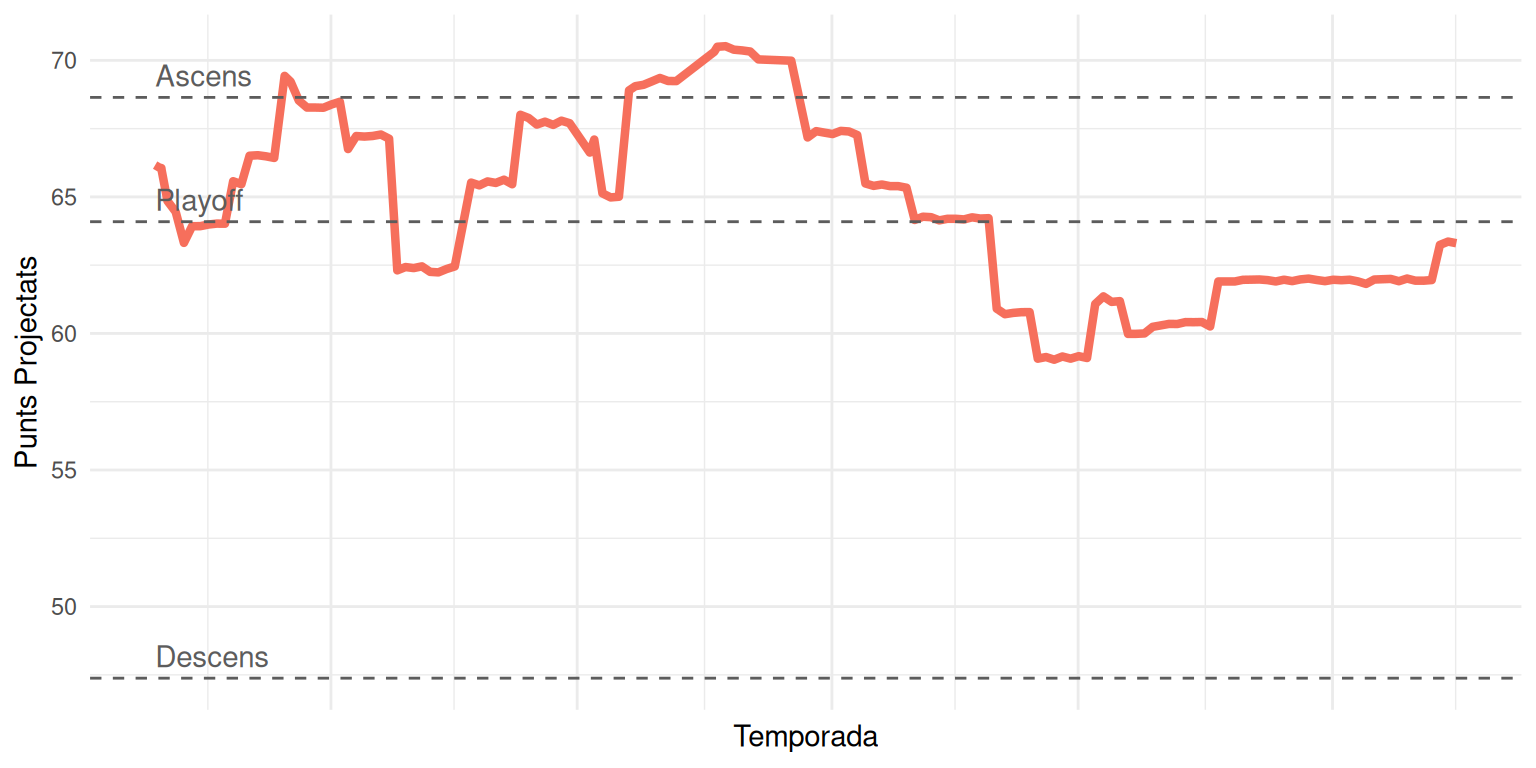 70
Ascens
65
Playoff
60
55
50
Descens
Punts Projectats
Temporada